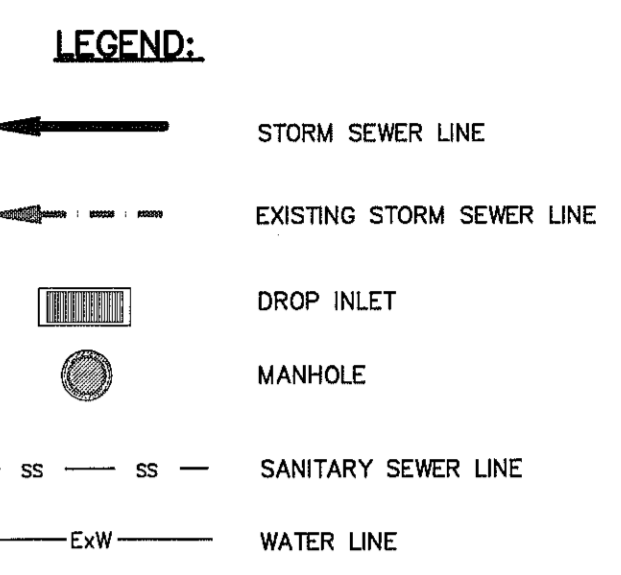 LEGEND:
STORM SEWER LINE
EXISTING STORM SEWER LINE
DROP INLET
MANHOLE
SS SS SANITARY SEWER LINE
ExW WATER LINE